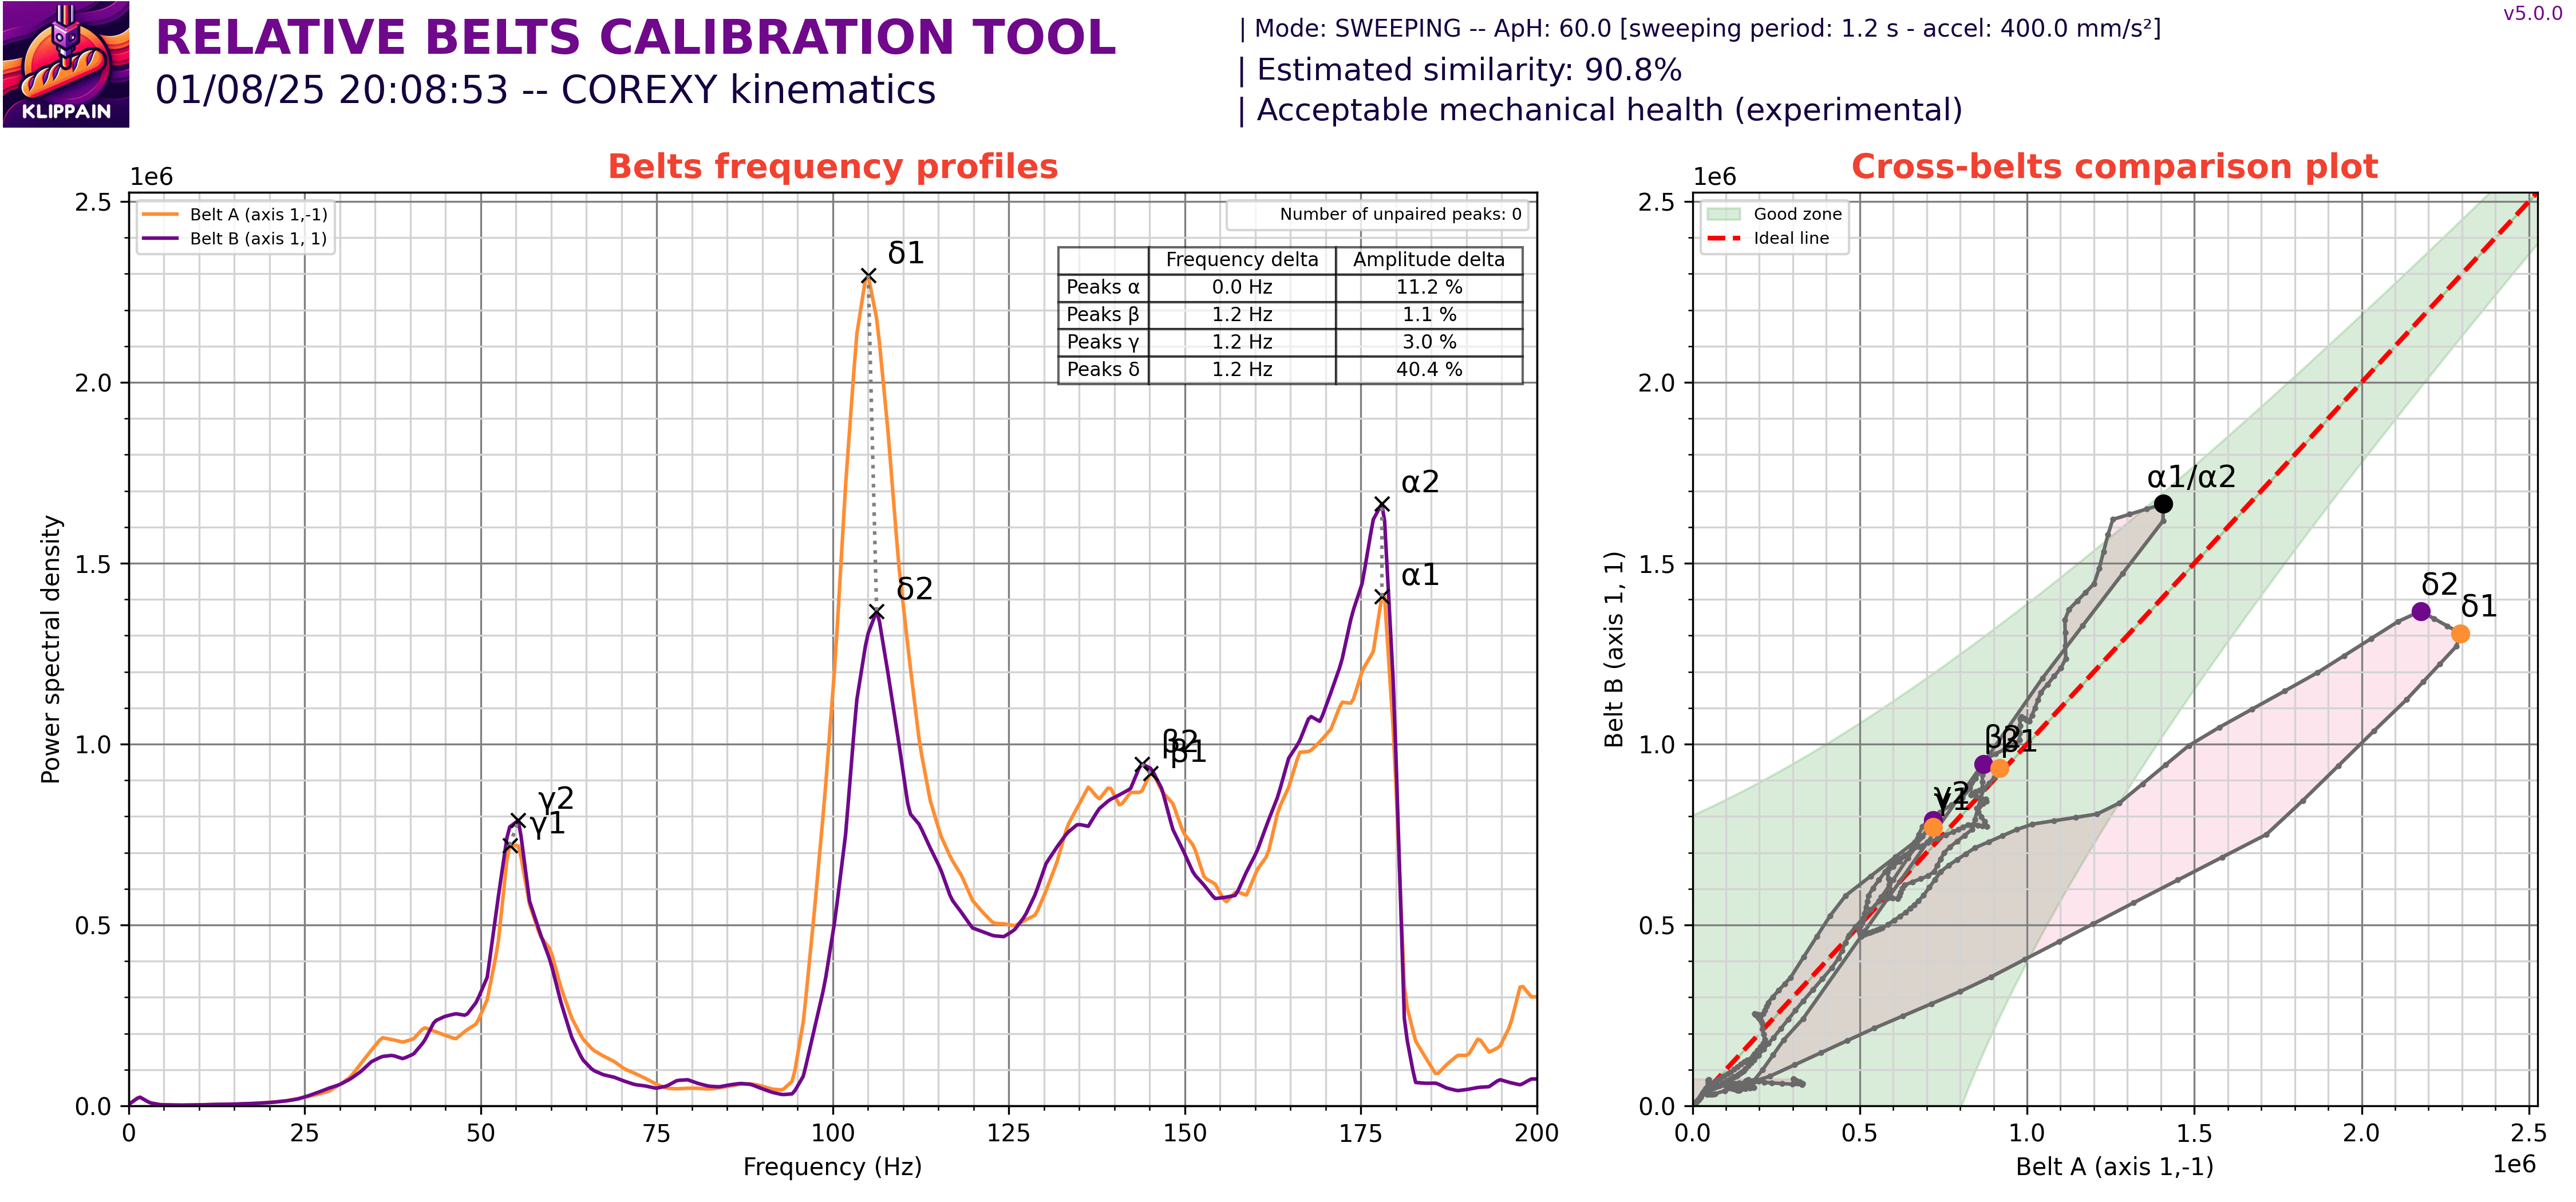 KLIPPAIN
RELATIVE BELTS CALIBRATION TOOL
01/08/25 20:08:53 -- COREXY kinematics
| Mode: SWEEPING -- ApH: 60.0 [sweeping period: 1.2 s - accel: 400.0 mm/s²]
| Estimated similarity: 90.8%
| Acceptable mechanical health (experimental)
v5.0.0
Belts frequency profiles
1e6
Belt A (axis 1,-1)
Belt B (axis 1, 1)
Number of unpaired peaks: 0
Frequency delta Amplitude delta
Peaks α 0.0 Hz 11.2 %
Peaks β 1.2 Hz 1.1 %
Peaks γ 1.2 Hz 3.0 %
Peaks δ 1.2 Hz 40.4 %
δ1
δ2
α2
α1
β2
β1
γ2
γ1
2.5
2.0
1.5
1.0
0.5
0.0
Power spectral density
0 25 50 75 100 125 150 175 200
Frequency (Hz)
Cross-belts comparison plot
1e6
Good zone
Ideal line
α1/α2
δ2
δ1
β2
β1
γ2
γ1
2.5
2.0
1.5
1.0
0.5
0.0
Belt B (axis 1, 1)
0.0 0.5 1.0 1.5 2.0 2.5
1e6
Belt A (axis 1,-1)